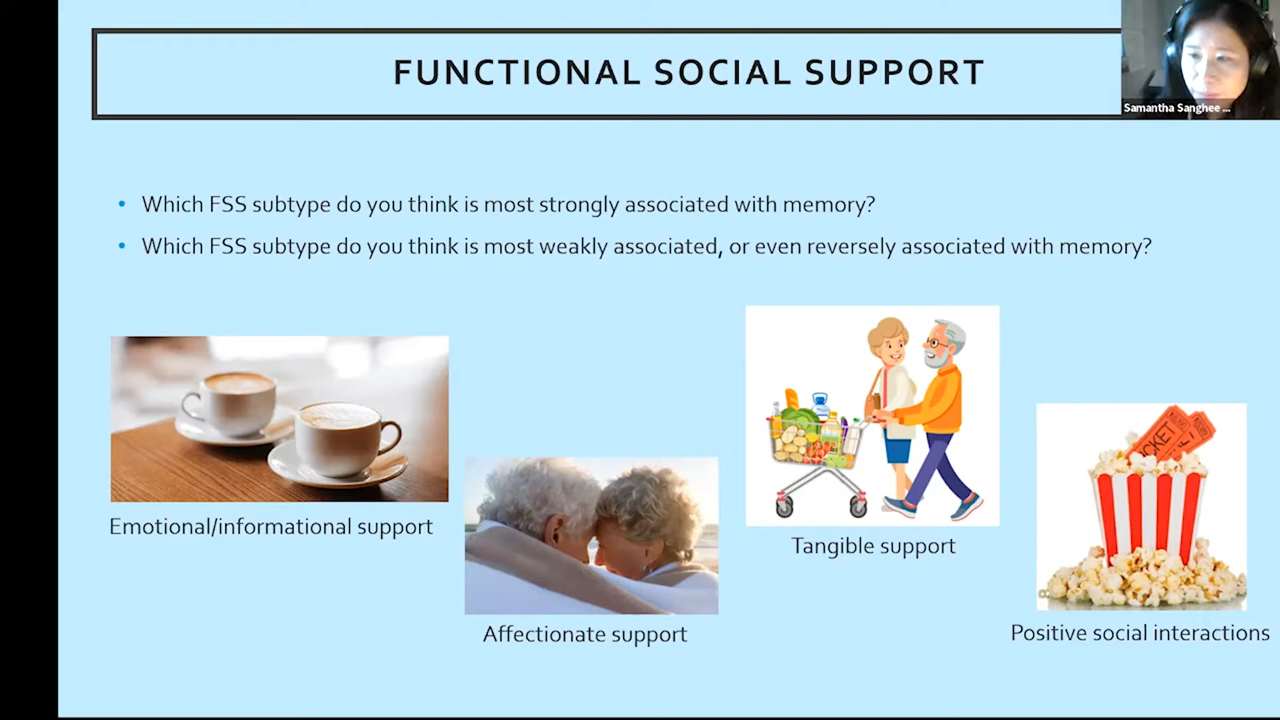 FUNCTIONAL SOCIAL SUPPORT
Samantha Sanghee ...
• Which FSS subtype do you think is most strongly associated with memory?
• Which FSS subtype do you think is most weakly associated, or even reversely associated with memory?
TICKET
Emotional/informational support
Tangible support
Affectionate support
Positive social interactions